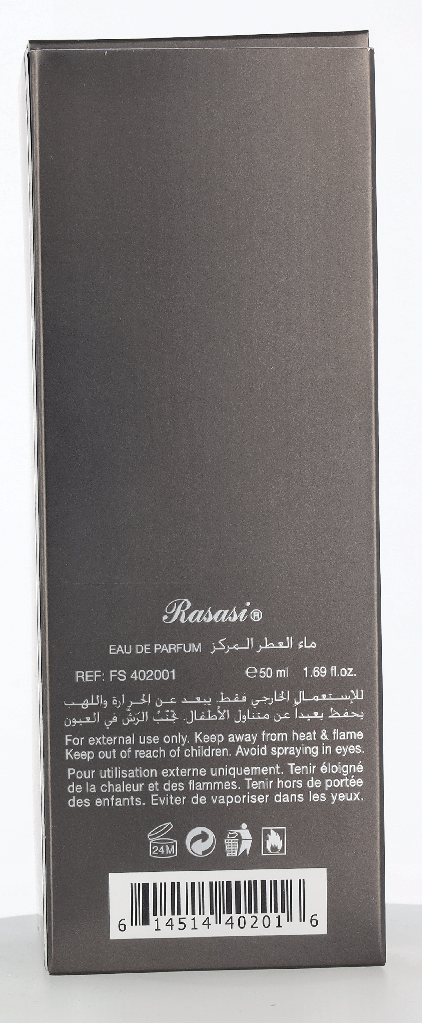 Rasasi®
EAU DE PARFUM ماء العطر المركز
REF: FS 402001 ℮50 ml 1.69 fl.oz.
للإستعمال الخارجي فقط يبعد عن الحرارة واللهب
يحفظ بعيداً عن متناول الأطفال. تجنّب الرشّ في العيون
For external use only. Keep away from heat & flame
Keep out of reach of children. Avoid spraying in eyes.
Pour utilisation externe uniquement. Tenir éloigné
de la chaleur et des flammes. Tenir hors de portée
des enfants. Eviter de vaporiser dans les yeux.
24M
6 14514 40201 6